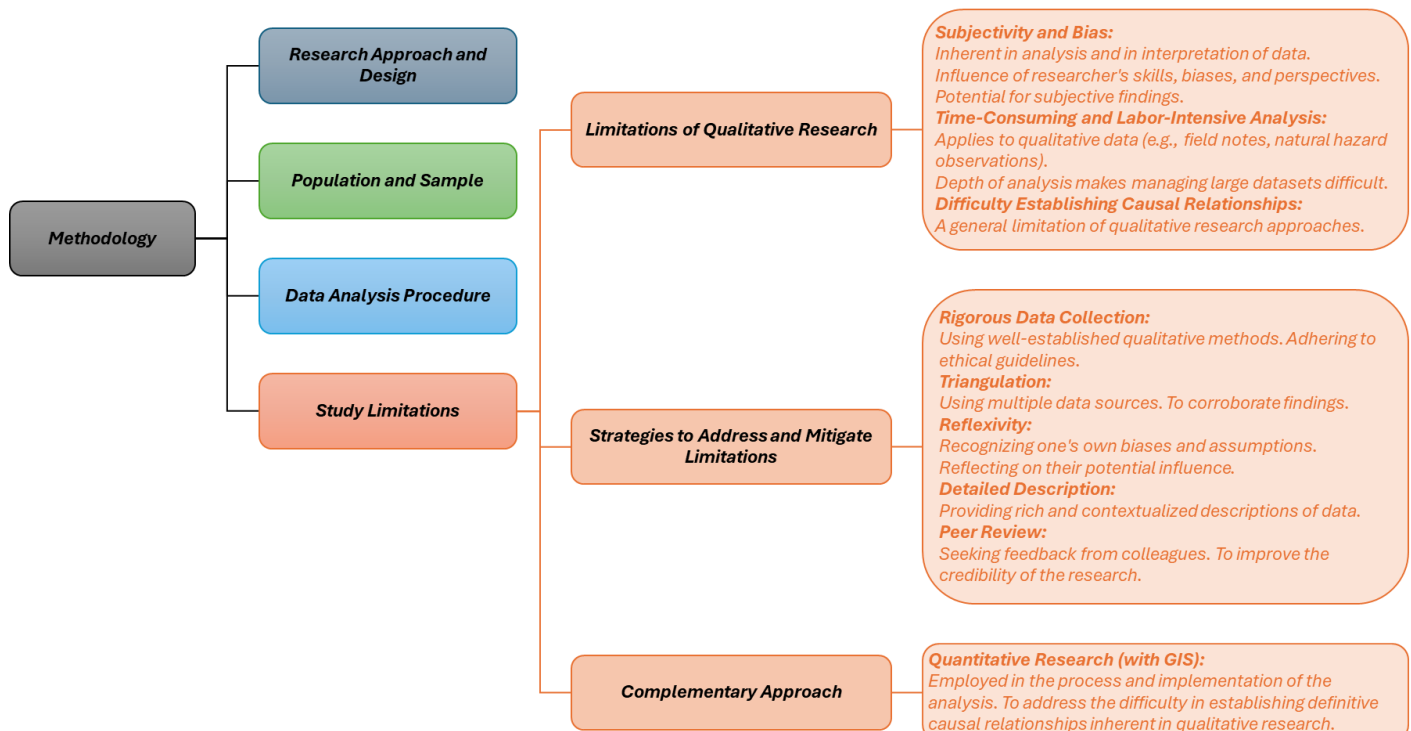 Research Approach and
Design
Population and Sample
Methodology
Data Analysis Procedure
Study Limitations
Limitations of Qualitative Research
Strategies to Address and Mitigate
Limitations
Complementary Approach
Subjectivity and Bias:
Inherent in analysis and in interpretation of data.
Influence of researcher's skills, biases, and perspectives.
Potential for subjective findings.
Time-Consuming and Labor-Intensive Analysis:
Applies to qualitative data (e.g., field notes, natural hazard
observations).
Depth of analysis makes managing large datasets difficult.
Difficulty Establishing Causal Relationships:
A general limitation of qualitative research approaches.
Rigorous Data Collection:
Using well-established qualitative methods. Adhering to
ethical guidelines.
Triangulation:
Using multiple data sources. To corroborate findings.
Reflexivity:
Recognizing one's own biases and assumptions.
Reflecting on their potential influence.
Detailed Description:
Providing rich and contextualized descriptions of data.
Peer Review:
Seeking feedback from colleagues. To improve the
credibility of the research.
Quantitative Research (with GIS):
Employed in the process and implementation of the
analysis. To address the difficulty in establishing definitive
causal relationships inherent in qualitative research.